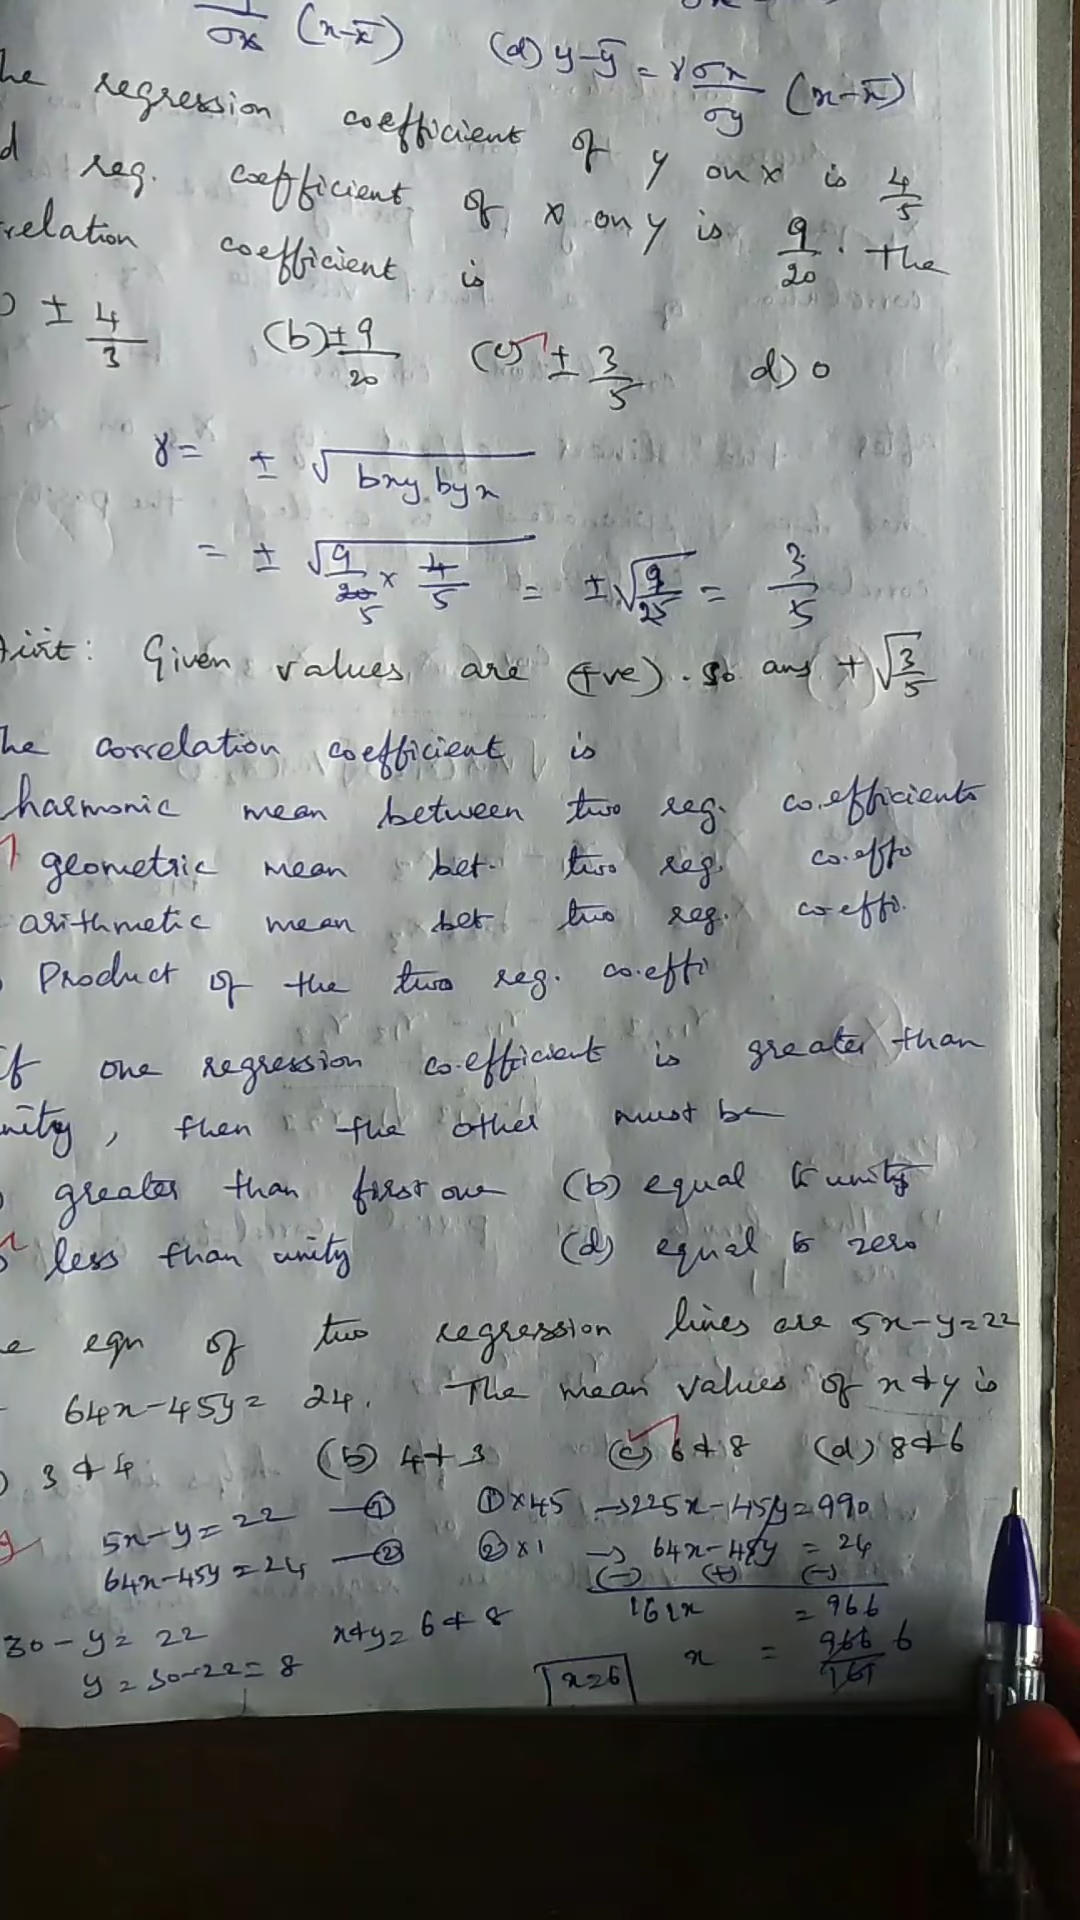 1/σx (x-x̄) (d) y-ȳ = γ σx/σy (x-x̄)
he regression coefficient of y on x is 4/5
d reg. coefficient of x on y is 9/20. the
relation coefficient is
) ± 4/3 (b) ± 9/20 (c) ± 3/5 d) 0
γ = ± √bxy byx
= ± √9/20 5 × 4/5 = ± √9/25 = 3/5
Hint: Given values are (+ve). So ans + √3/5
he correlation coefficient is
harmonic mean between two reg. co.efficients
geometric mean bet. two reg. co.effo
arithmetic mean bet two reg. co effi.
Product of the two reg. co.effi
If one regression co.efficient is greater than
nity, then the other must be
greater than first one (b) equal to unity
less than unity (d) equal to zero
e eqn of two regression lines are 5x-y=22
64x-45y= 24. The mean values of x & y is
) 3 & 4 (b) 4 & 3 (c) 6 & 8 (d) 8 & 6
5x-y=22 —① ①×45 → 225x-45y=990
64x-45y=24 —② ②×1 → 64x-45y = 24
(-) (+) (-)
30-y= 22 x&y= 6 & 8 161x = 966
y = 30-22= 8 x=6 x = 966/161 6